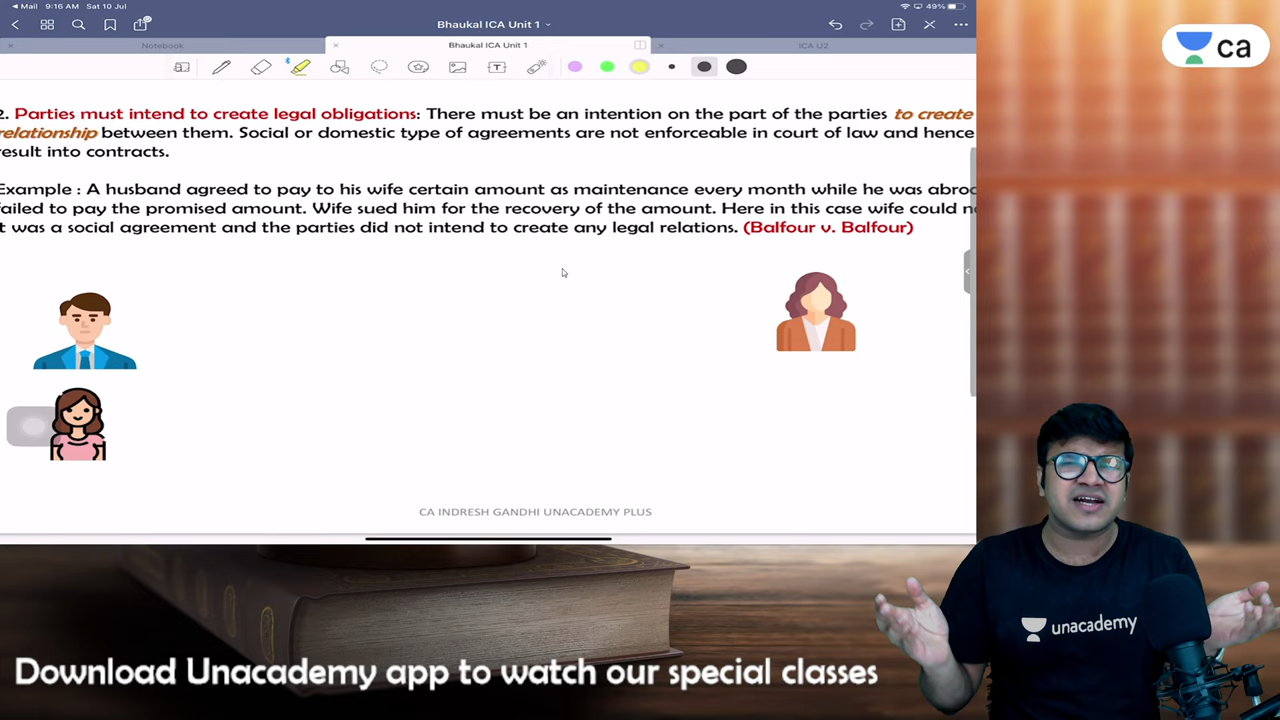 Mail 9:16 AM Sat 10 Jul 49%
Bhaukal ICA Unit 1
Notebook Bhaukal ICA Unit 1 ICA U2
ca
2. Parties must intend to create legal obligations: There must be an intention on the part of the parties to create
relationship between them. Social or domestic type of agreements are not enforceable in court of law and hence
result into contracts.
Example : A husband agreed to pay to his wife certain amount as maintenance every month while he was abroa
failed to pay the promised amount. Wife sued him for the recovery of the amount. Here in this case wife could
t was a social agreement and the parties did not intend to create any legal relations. (Balfour v. Balfour)
CA INDRESH GANDHI UNACADEMY PLUS
unacademy
Download Unacademy app to watch our special classes